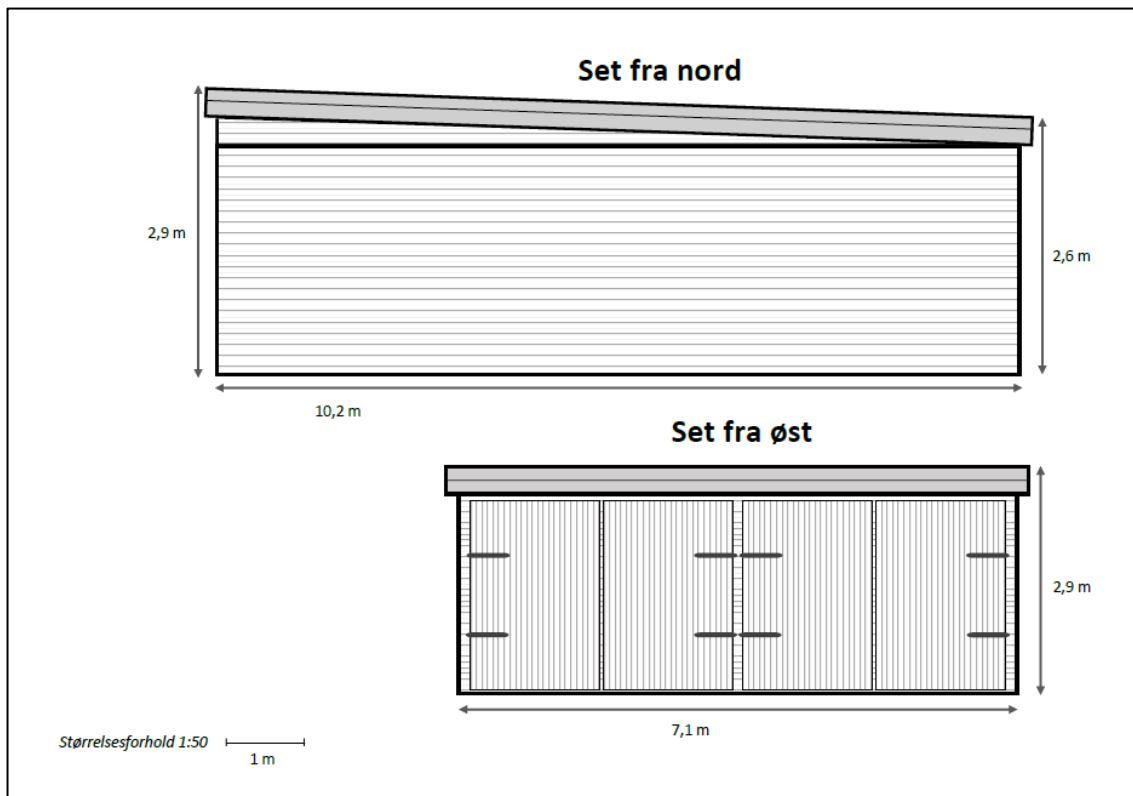 Set fra nord
2,9 m
2,6 m
10,2 m
Set fra øst
2,9 m
7,1 m
Størrelsesforhold 1:50
1 m